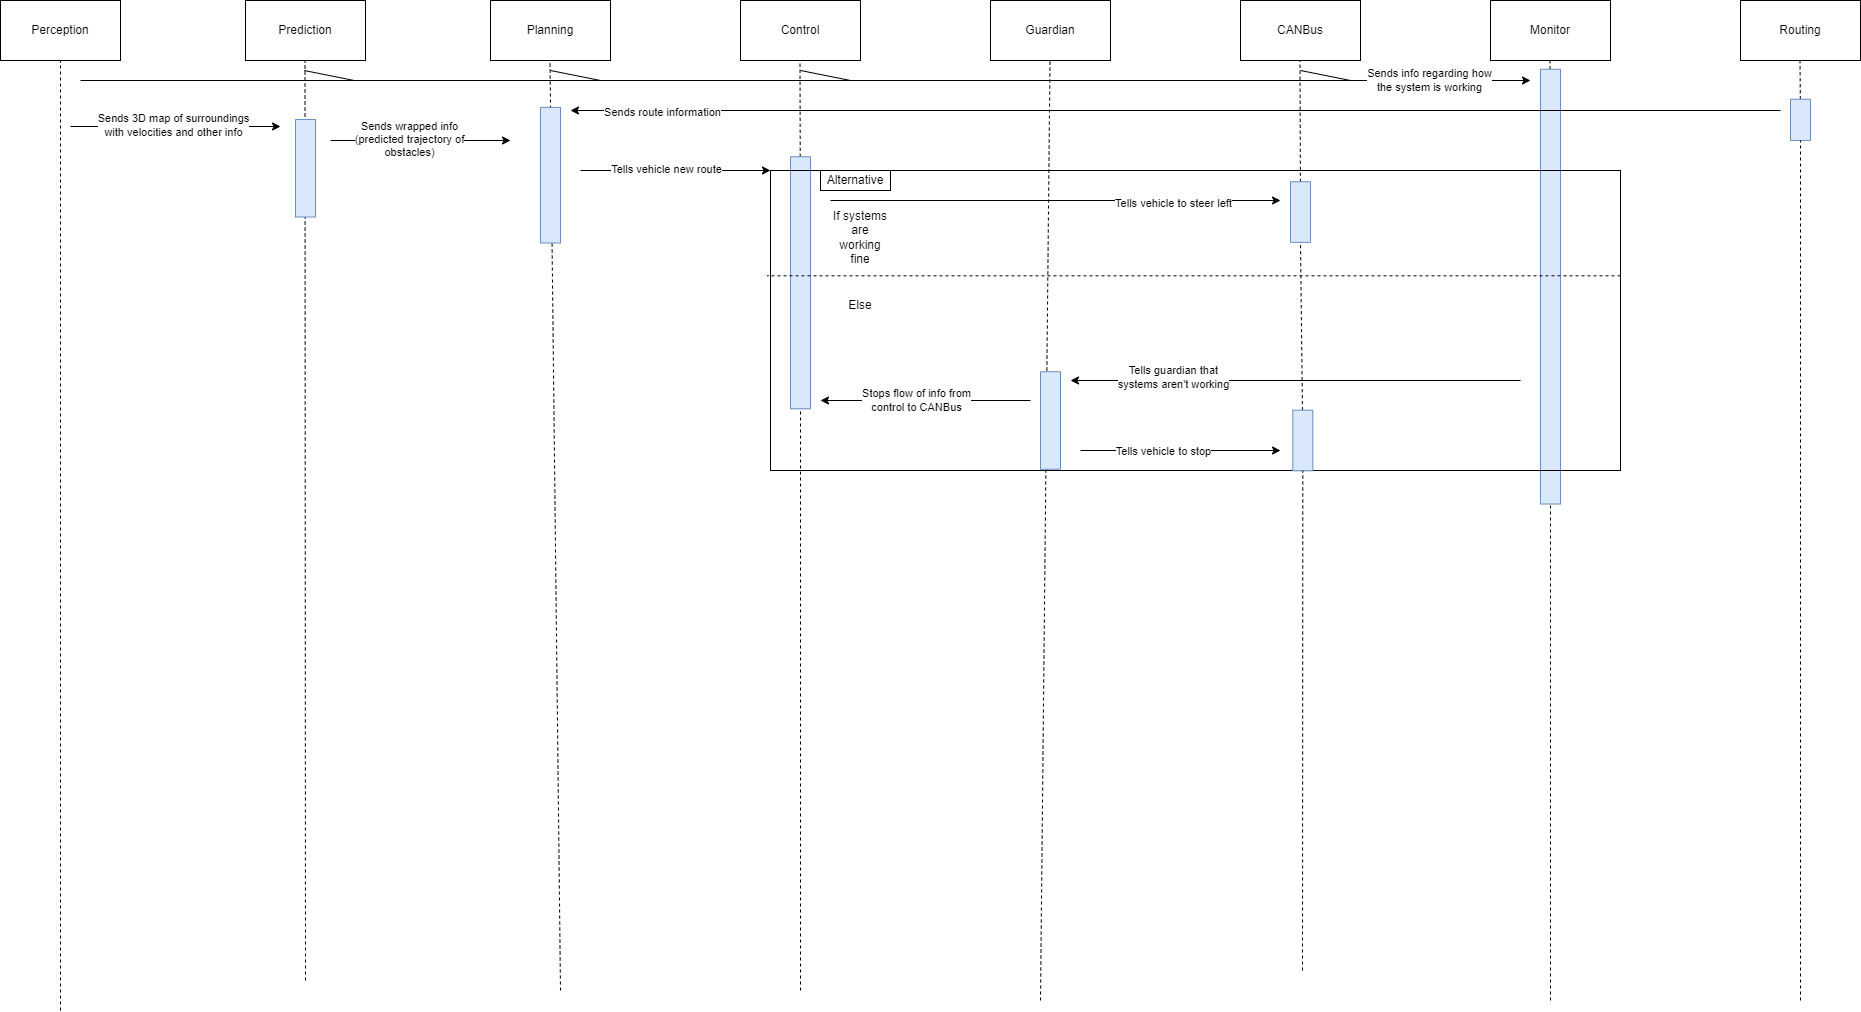 Perception
Prediction
Planning
Control
Guardian
CANBus
Monitor
Routing
Sends info regarding how
the system is working
Sends route information
Sends 3D map of surroundings
with velocities and other info
Sends wrapped info
(predicted trajectory of
obstacles)
Tells vehicle new route
Alternative
Tells vehicle to steer left
If systems
are
working
fine
Else
Tells guardian that
systems aren't working
Stops flow of info from
control to CANBus
Tells vehicle to stop